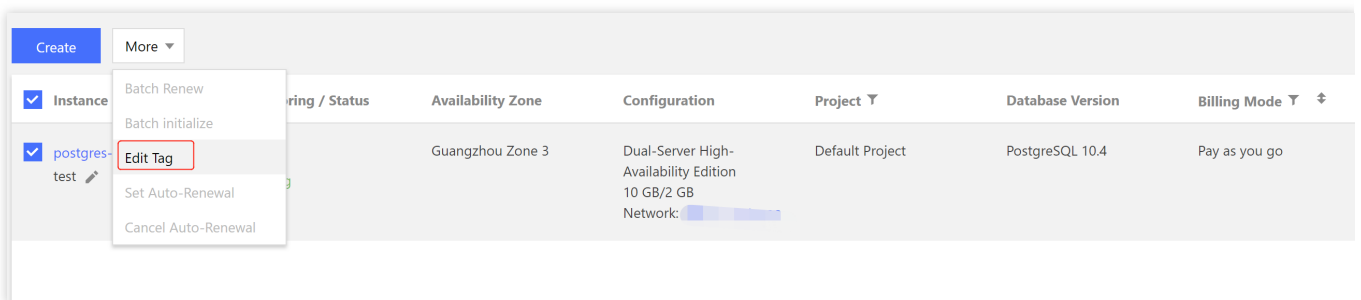 Create
More
Batch Renew
Batch initialize
Edit Tag
Set Auto-Renewal
Cancel Auto-Renewal
Instance
Status
Availability Zone
Configuration
Project
Database Version
Billing Mode
postgres-
test
Guangzhou Zone 3
Dual-Server High-
Availability Edition
10 GB/2 GB
Network:
Default Project
PostgreSQL 10.4
Pay as you go